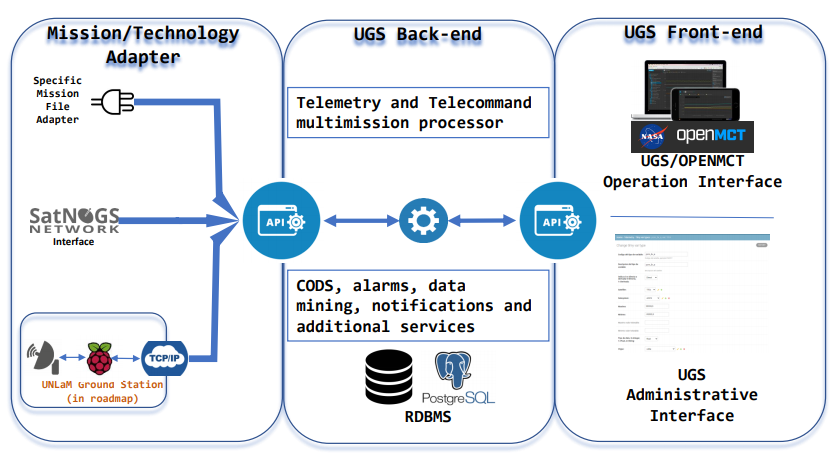 Mission/Technology
Adapter
Specific
Mission
File
Adapter
SatNOGS
NETWORK
Interface
TCP/IP
UNLaM Ground Station
(in roadmap)
API
UGS Back-end
Telemetry and Telecommand
multimission processor
CODS, alarms, data
mining, notifications and
additional services
PostgreSQL
RDBMS
API
UGS Front-end
NASA
OPENMCT
UGS/OPENMCT
Operation Interface
UGS
Administrative
Interface